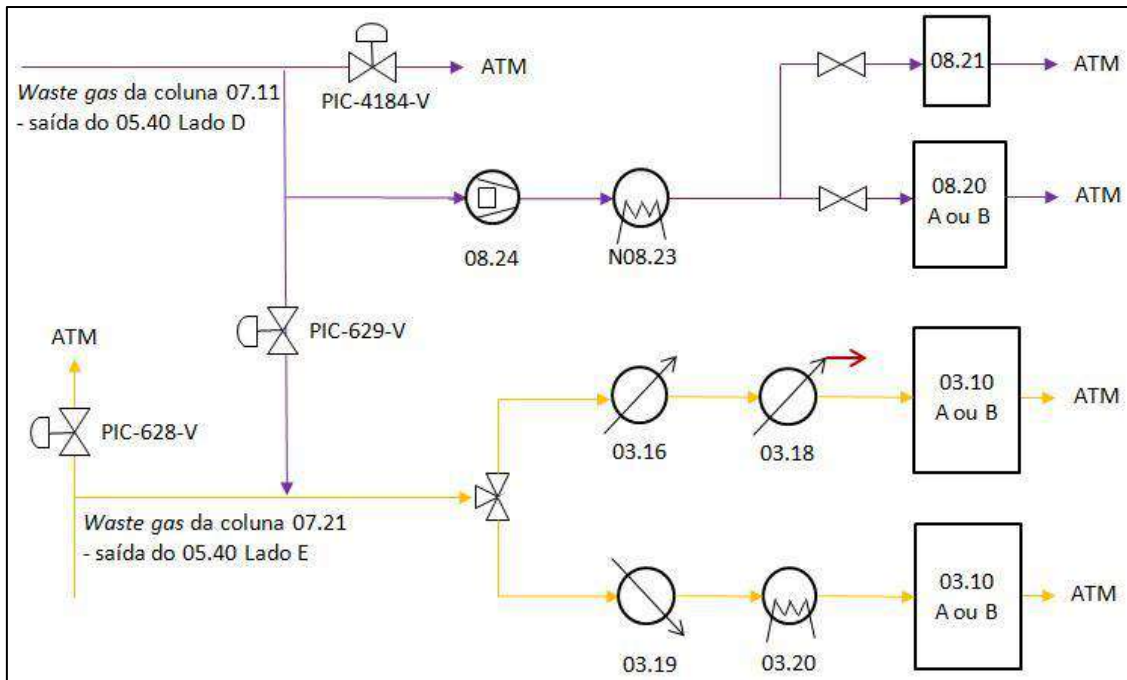 ATM
PIC-4184-V
Waste gas da coluna 07.11
- saída do 05.40 Lado D
08.21
ATM
08.20
A ou B
ATM
08.24
N08.23
PIC-629-V
ATM
PIC-628-V
03.16
03.18
03.10
A ou B
ATM
Waste gas da coluna 07.21
- saída do 05.40 Lado E
03.19
03.20
03.10
A ou B
ATM